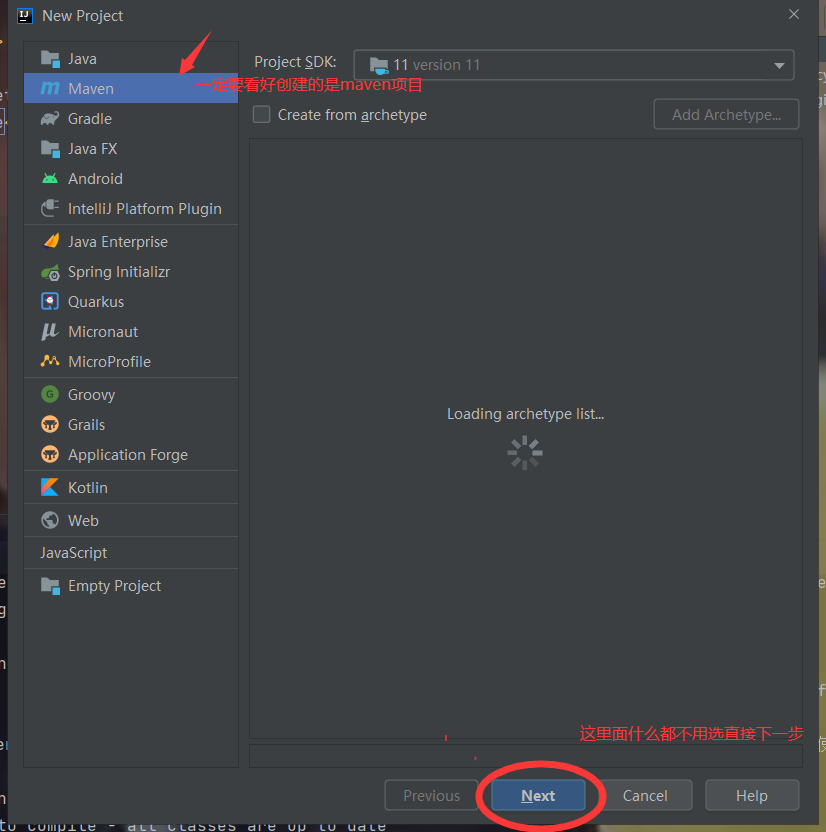 New Project
Java
Maven
Gradle
Java FX
Android
IntelliJ Platform Plugin
Java Enterprise
Spring Initializr
Quarkus
Micronaut
MicroProfile
Groovy
Grails
Application Forge
Kotlin
Web
JavaScript
Empty Project
Project SDK:
11 version 11
一定要看好创建的是maven项目
Create from archetype
Add Archetype...
Loading archetype list...
这里面什么都不用选直接下一步
Previous
Next
Cancel
Help
to compile - all classes are up to date